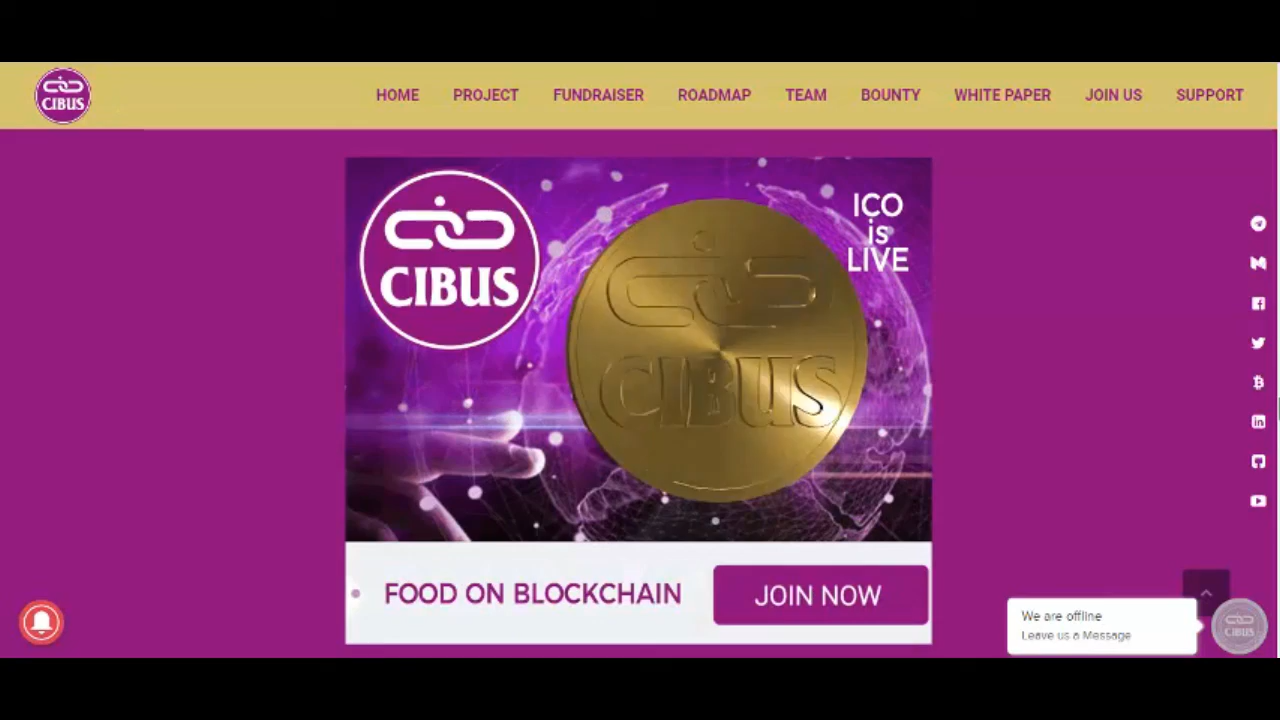 CIBUS
HOME PROJECT FUNDRAISER ROADMAP TEAM BOUNTY WHITE PAPER JOIN US SUPPORT
CIBUS
ICO
is
LIVE
CIBUS
FOOD ON BLOCKCHAIN
JOIN NOW
We are offline
Leave us a Message
CIBUS